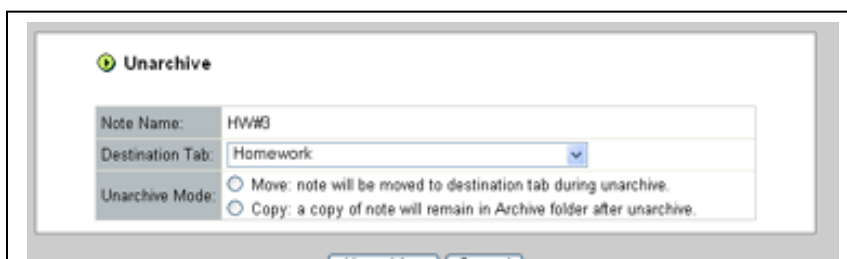 Unarchive
Note Name: HW#3
Destination Tab: Homework
Unarchive Mode:
Move: note will be moved to destination tab during unarchive.
Copy: a copy of note will remain in Archive folder after unarchive.